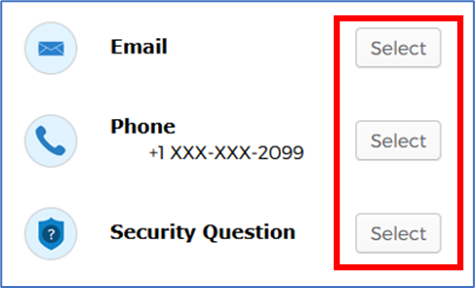 Email
Select
Phone
+1 XXX-XXX-2099
Select
Security Question
Select
?